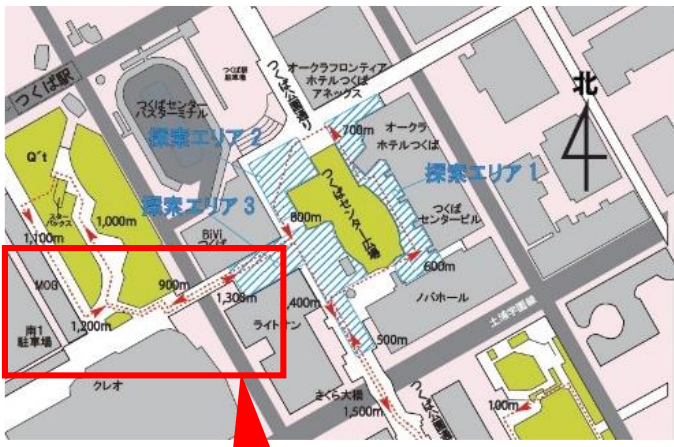 つくば駅
つくばセンター
バスターミナル
つくば駅
駐車場
つくば公園通り
オークラフロンティア
ホテルつくば
アネックス
北
700m
オークラ
ホテルつくば
探索エリア 2
探索エリア 1
探索エリア 3
Q't
スター
バックス
1,000m
1,100m
BiVi
つくば
800m
つくばセンター広場
つくば
センタービル
600m
ノバホール
MOG
900m
1,300m
1,200m
南1
駐車場
ライトオン
1,400m
500m
土浦学園線
クレオ
さくら大橋
1,500m
つくば公園通り
100m